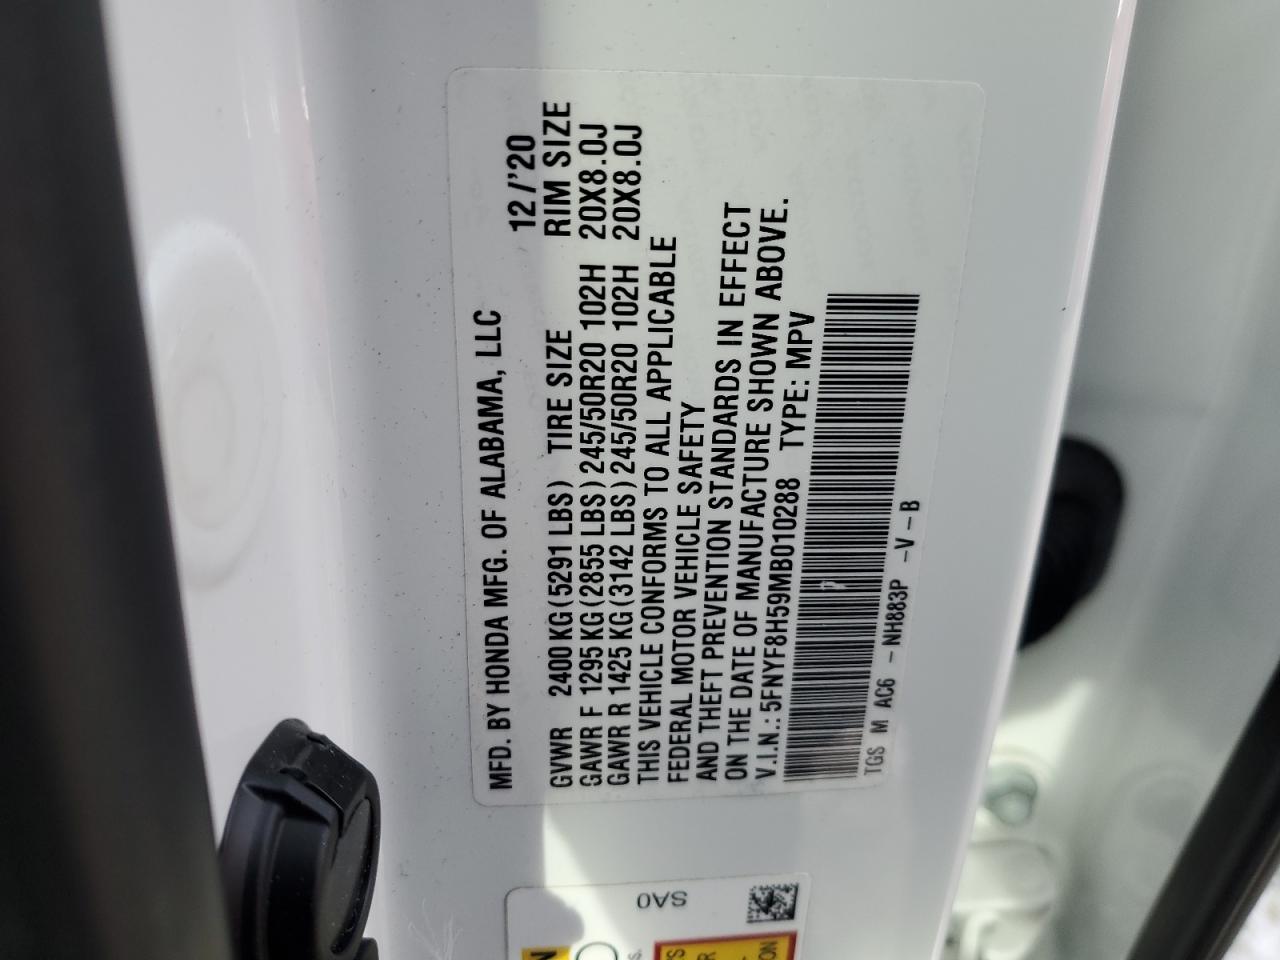 MFD. BY HONDA MFG. OF ALABAMA, LLC 12/'20
GVWR 2400 KG (5291 LBS) TIRE SIZE RIM SIZE
GAWR F 1295 KG (2855 LBS) 245/50R20 102H 20X8.0J
GAWR R 1425 KG (3142 LBS) 245/50R20 102H 20X8.0J
THIS VEHICLE CONFORMS TO ALL APPLICABLE
FEDERAL MOTOR VEHICLE SAFETY
AND THEFT PREVENTION STANDARDS IN EFFECT
ON THE DATE OF MANUFACTURE SHOWN ABOVE.
V.I.N.: 5FNYF8H59MB010288 TYPE: MPV
TGS M AC6 - NH883P - V - B
SA0